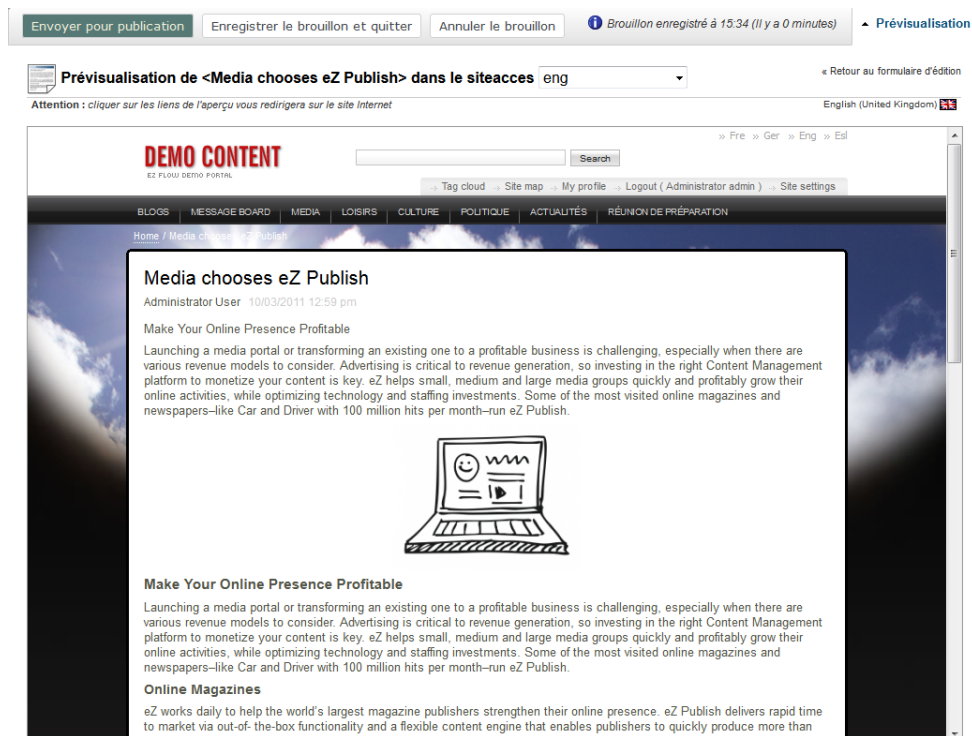 Envoyer pour publication Enregistrer le brouillon et quitter Annuler le brouillon Brouillon enregistré à 15:34 (Il y a 0 minutes) Prévisualisation
Prévisualisation de <Media chooses eZ Publish> dans le siteacces eng « Retour au formulaire d'édition
Attention : cliquer sur les liens de l'aperçu vous redirigera sur le site Internet English (United Kingdom)
» Fre » Ger » Eng » Esl
DEMO CONTENT Search
EZ FLOW DEMO PORTAL
Tag cloud Site map My profile Logout ( Administrator admin ) Site settings
BLOGS MESSAGE BOARD MEDIA LOISIRS CULTURE POLITIQUE ACTUALITÉS RÉUNION DE PRÉPARATION
Home / Media chooses eZ Publish
Media chooses eZ Publish
Administrator User 10/03/2011 12:59 pm
Make Your Online Presence Profitable
Launching a media portal or transforming an existing one to a profitable business is challenging, especially when there are
various revenue models to consider. Advertising is critical to revenue generation, so investing in the right Content Management
platform to monetize your content is key. eZ helps small, medium and large media groups quickly and profitably grow their
online activities, while optimizing technology and staffing investments. Some of the most visited online magazines and
newspapers–like Car and Driver with 100 million hits per month–run eZ Publish.
Make Your Online Presence Profitable
Launching a media portal or transforming an existing one to a profitable business is challenging, especially when there are
various revenue models to consider. Advertising is critical to revenue generation, so investing in the right Content Management
platform to monetize your content is key. eZ helps small, medium and large media groups quickly and profitably grow their
online activities, while optimizing technology and staffing investments. Some of the most visited online magazines and
newspapers–like Car and Driver with 100 million hits per month–run eZ Publish.
Online Magazines
eZ works daily to help the world's largest magazine publishers strengthen their online presence. eZ Publish delivers rapid time
to market via out-of- the-box functionality and a flexible content engine that enables publishers to quickly produce more than